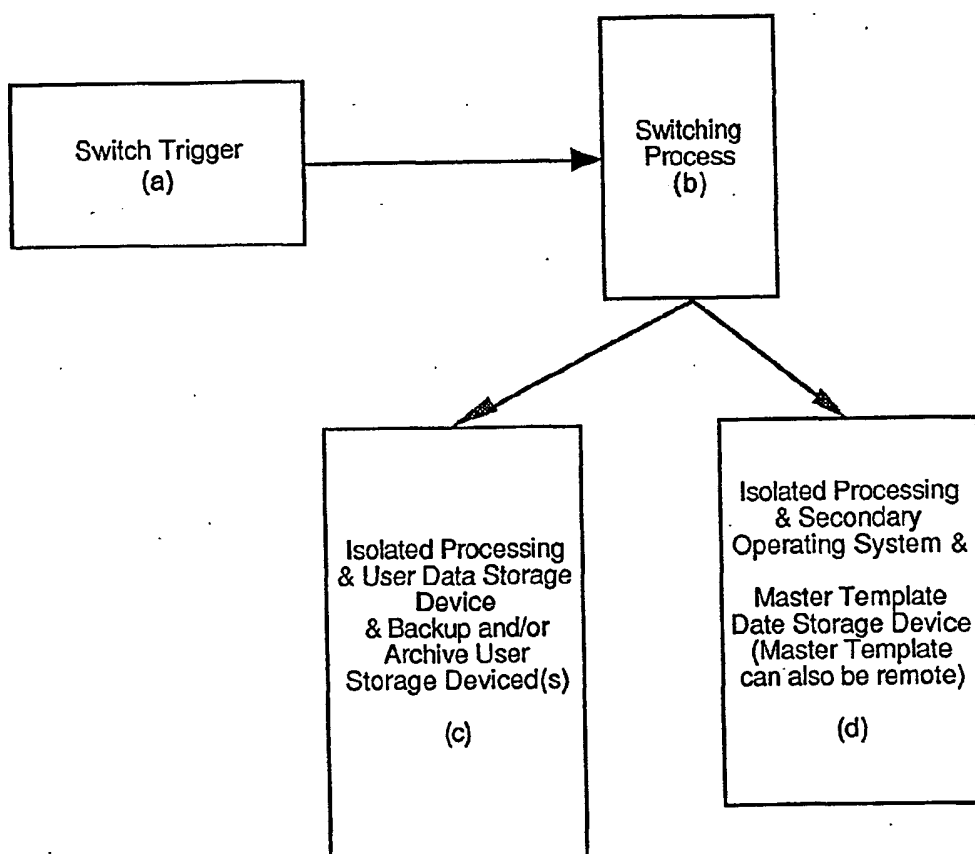 Switch Trigger
(a)
Switching
Process
(b)
Isolated Processing
& User Data Storage
Device
& Backup and/or
Archive User
Storage Deviced(s)
(c)
Isolated Processing
& Secondary
Operating System &
Master Template
Date Storage Device
(Master Template
can also be remote)
(d)